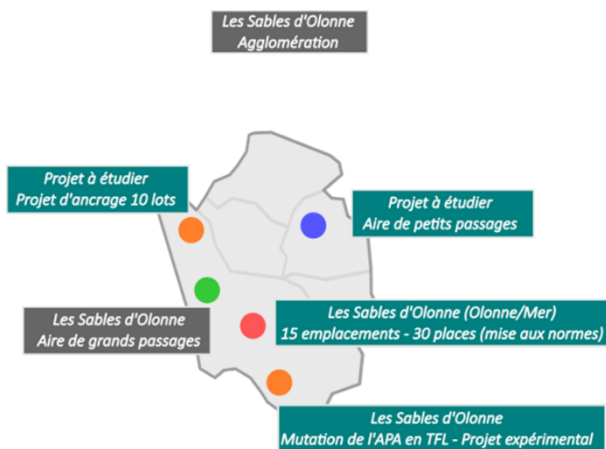 Les Sables d'Olonne
Agglomération
Projet à étudier
Projet d'ancrage 10 lots
Projet à étudier
Aire de petits passages
Les Sables d'Olonne
Aire de grands passages
Les Sables d'Olonne (Olonne/Mer)
15 emplacements - 30 places (mise aux normes)
Les Sables d'Olonne
Mutation de l'APA en TFL - Projet expérimental